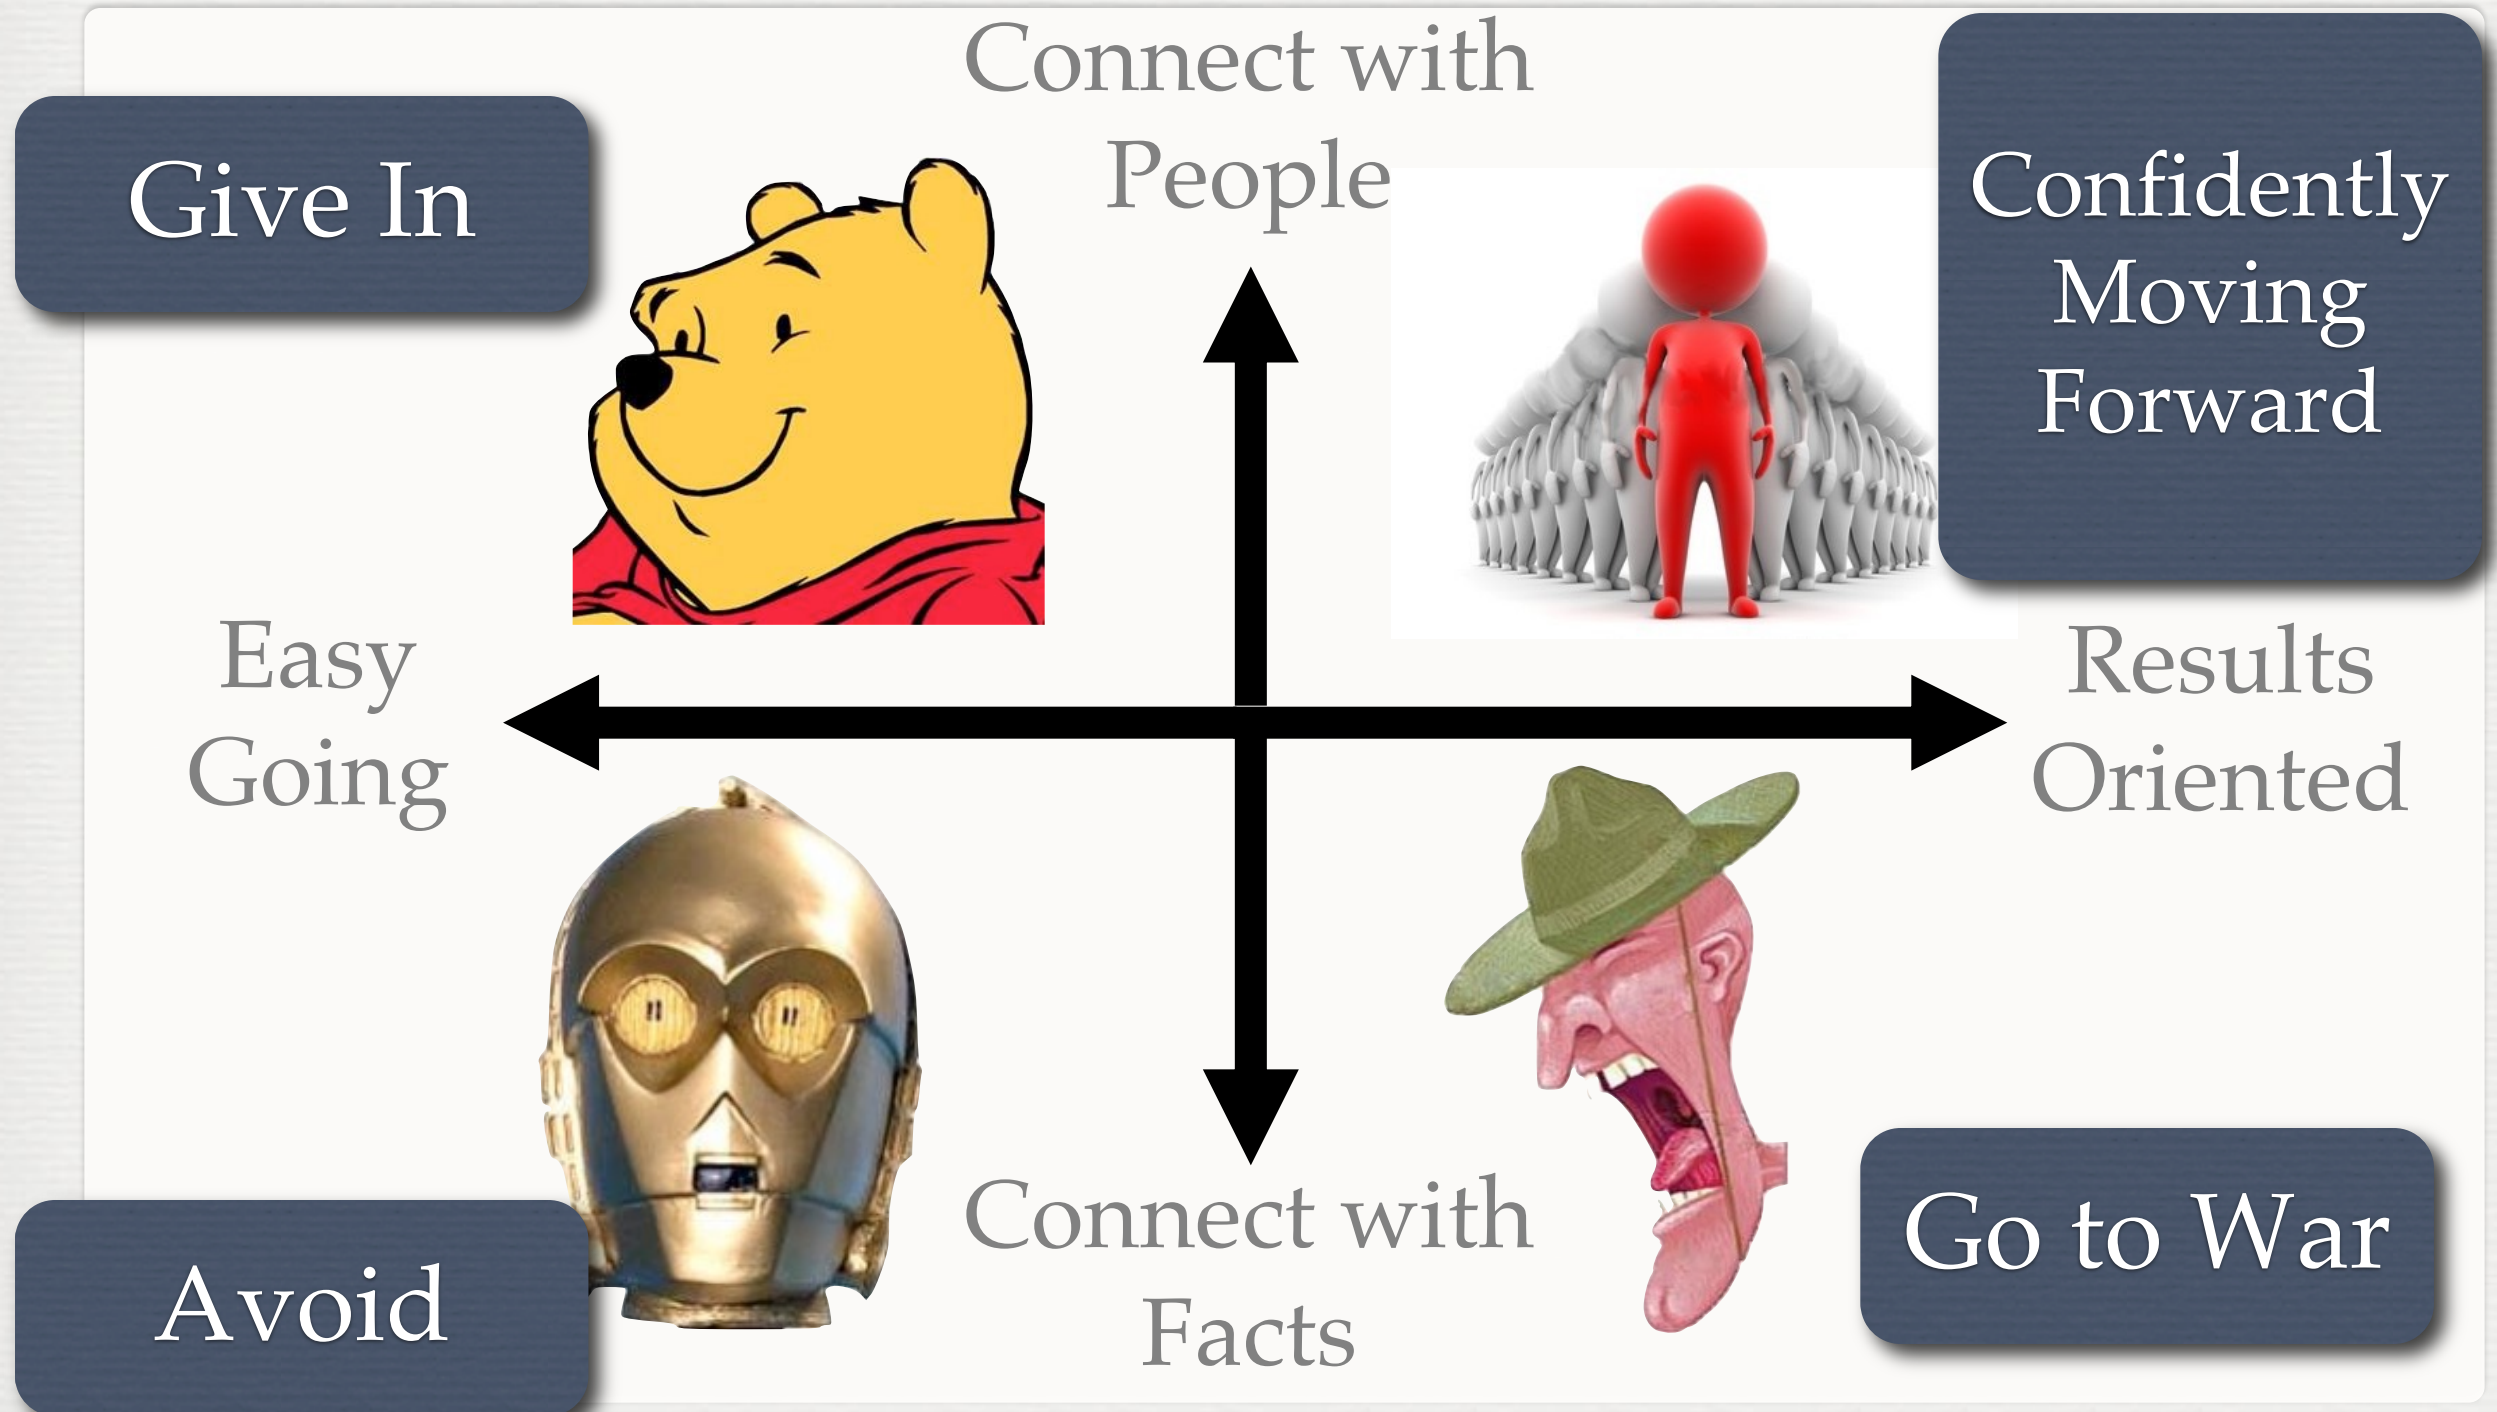 Connect with
People
Give In
Confidently
Moving
Forward
Easy
Going
Results
Oriented
Connect with
Facts
Go to War
Avoid